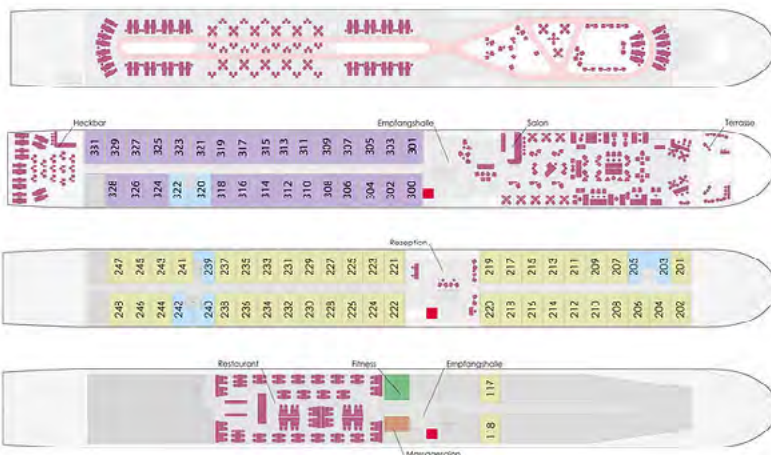 Heckbar
Empfangshalle
Salon
Terrasse
331 329 327 325 323 321 319 317 315 313 311 309 307 305 303 301
328 326 324 322 320 318 316 314 312 310 308 306 304 302 300
Rezeption
247 245 243 241 239 237 235 233 231 229 227 225 223 221 219 217 215 213 211 209 207 205 203 201
248 246 244 242 240 238 236 234 232 230 228 226 224 222 220 218 216 214 212 210 208 206 204 202
Restaurant
Fitness
Empfangshalle
117
118
Massagesalon